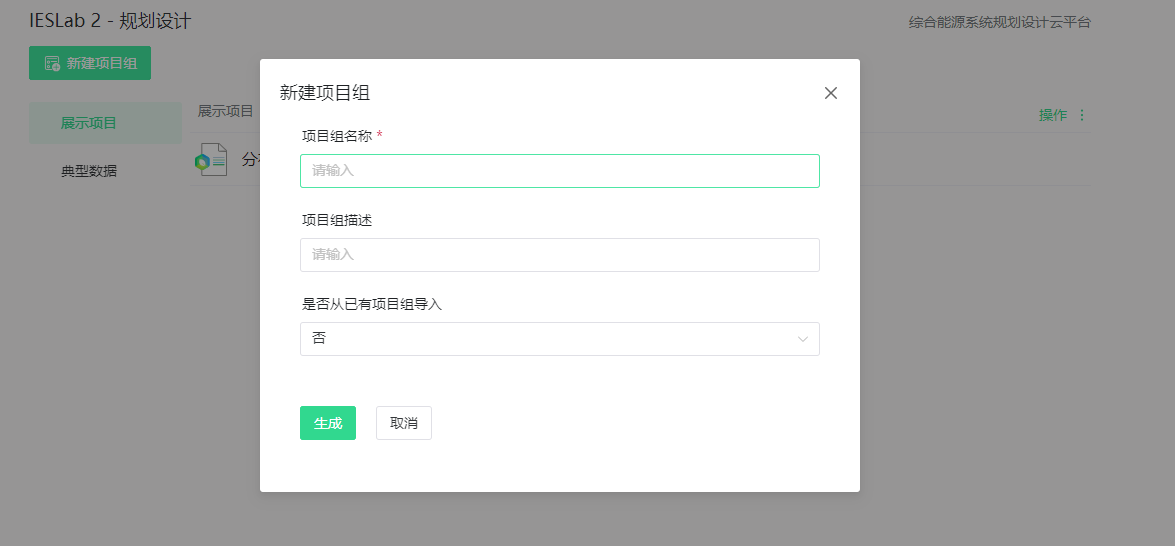 IESLab 2 - 规划设计
综合能源系统规划设计云平台
新建项目组
展示项目
典型数据
展示项目
操作
新建项目组
项目组名称 *
请输入
项目组描述
请输入
是否从已有项目组导入
否
生成
取消